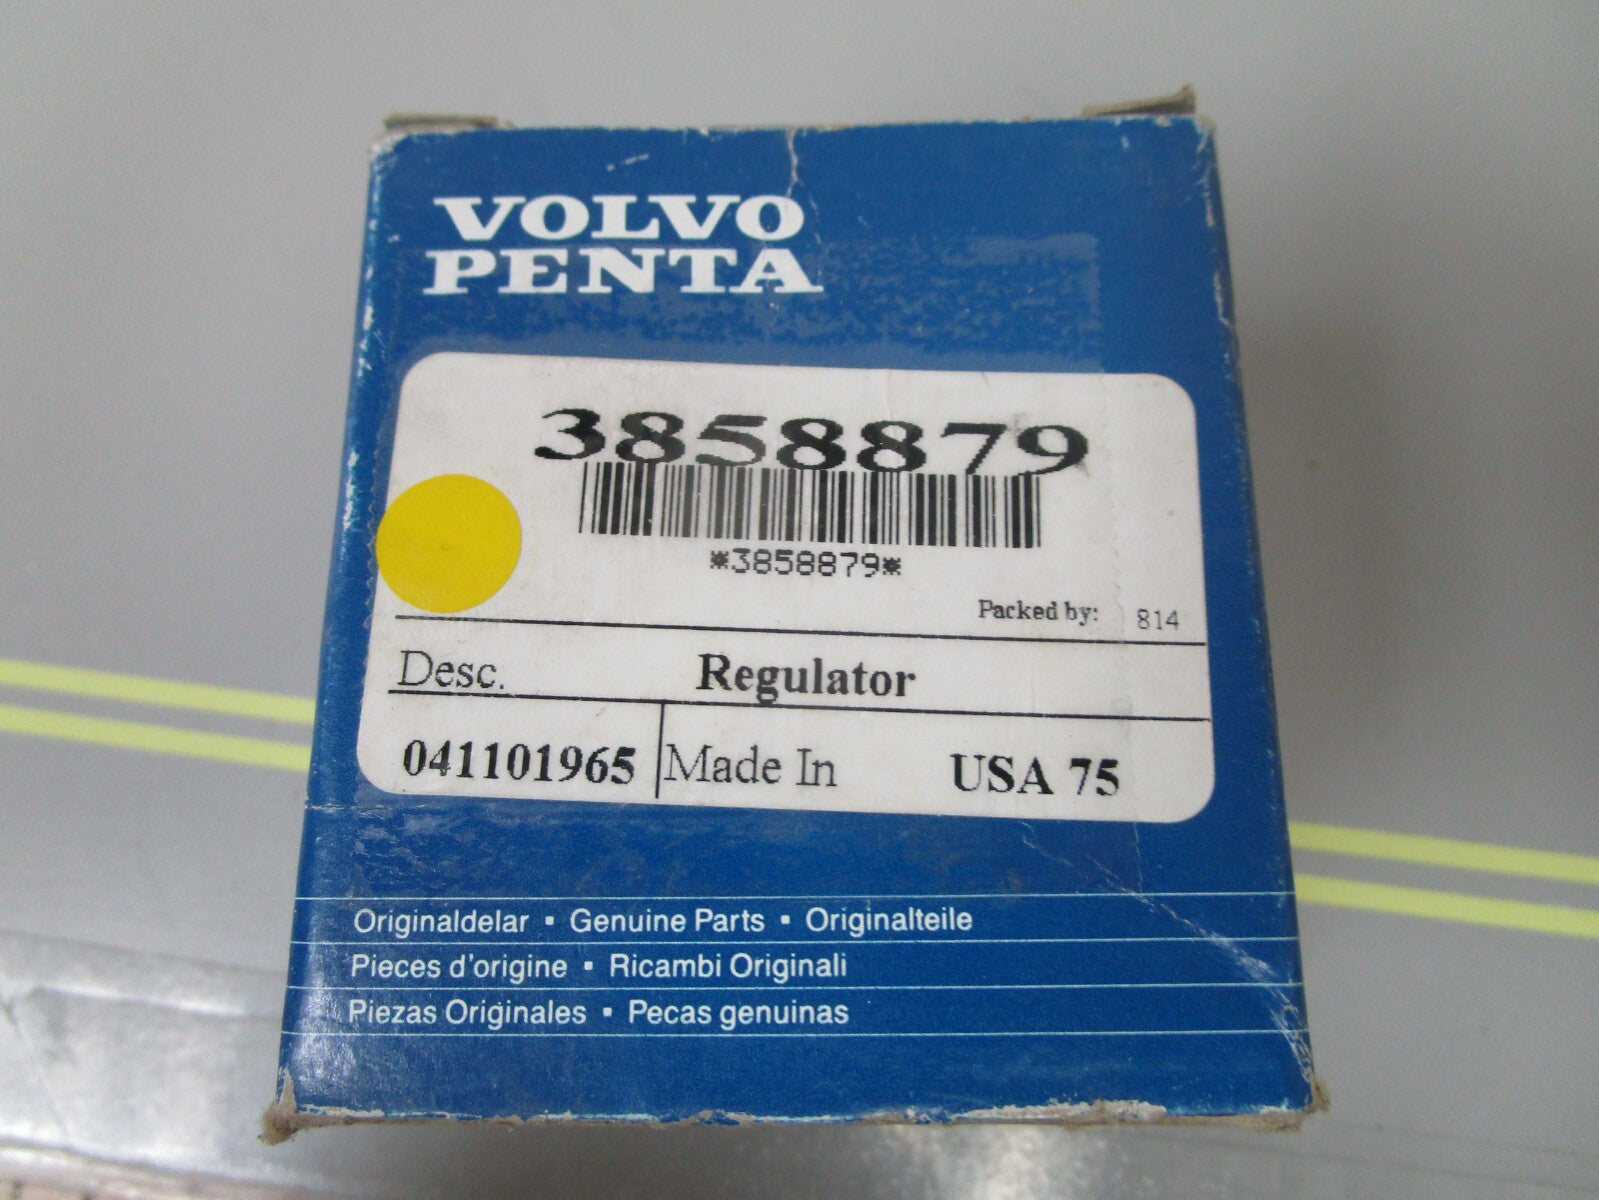 VOLVO
PENTA
3858879
*3858879*
Packed by: 814
Desc. Regulator
041101965 Made In USA 75
Originaldelar ▪ Genuine Parts ▪ Originalteile
Pieces d'origine ▪ Ricambi Originali
Piezas Originales ▪ Pecas genuinas